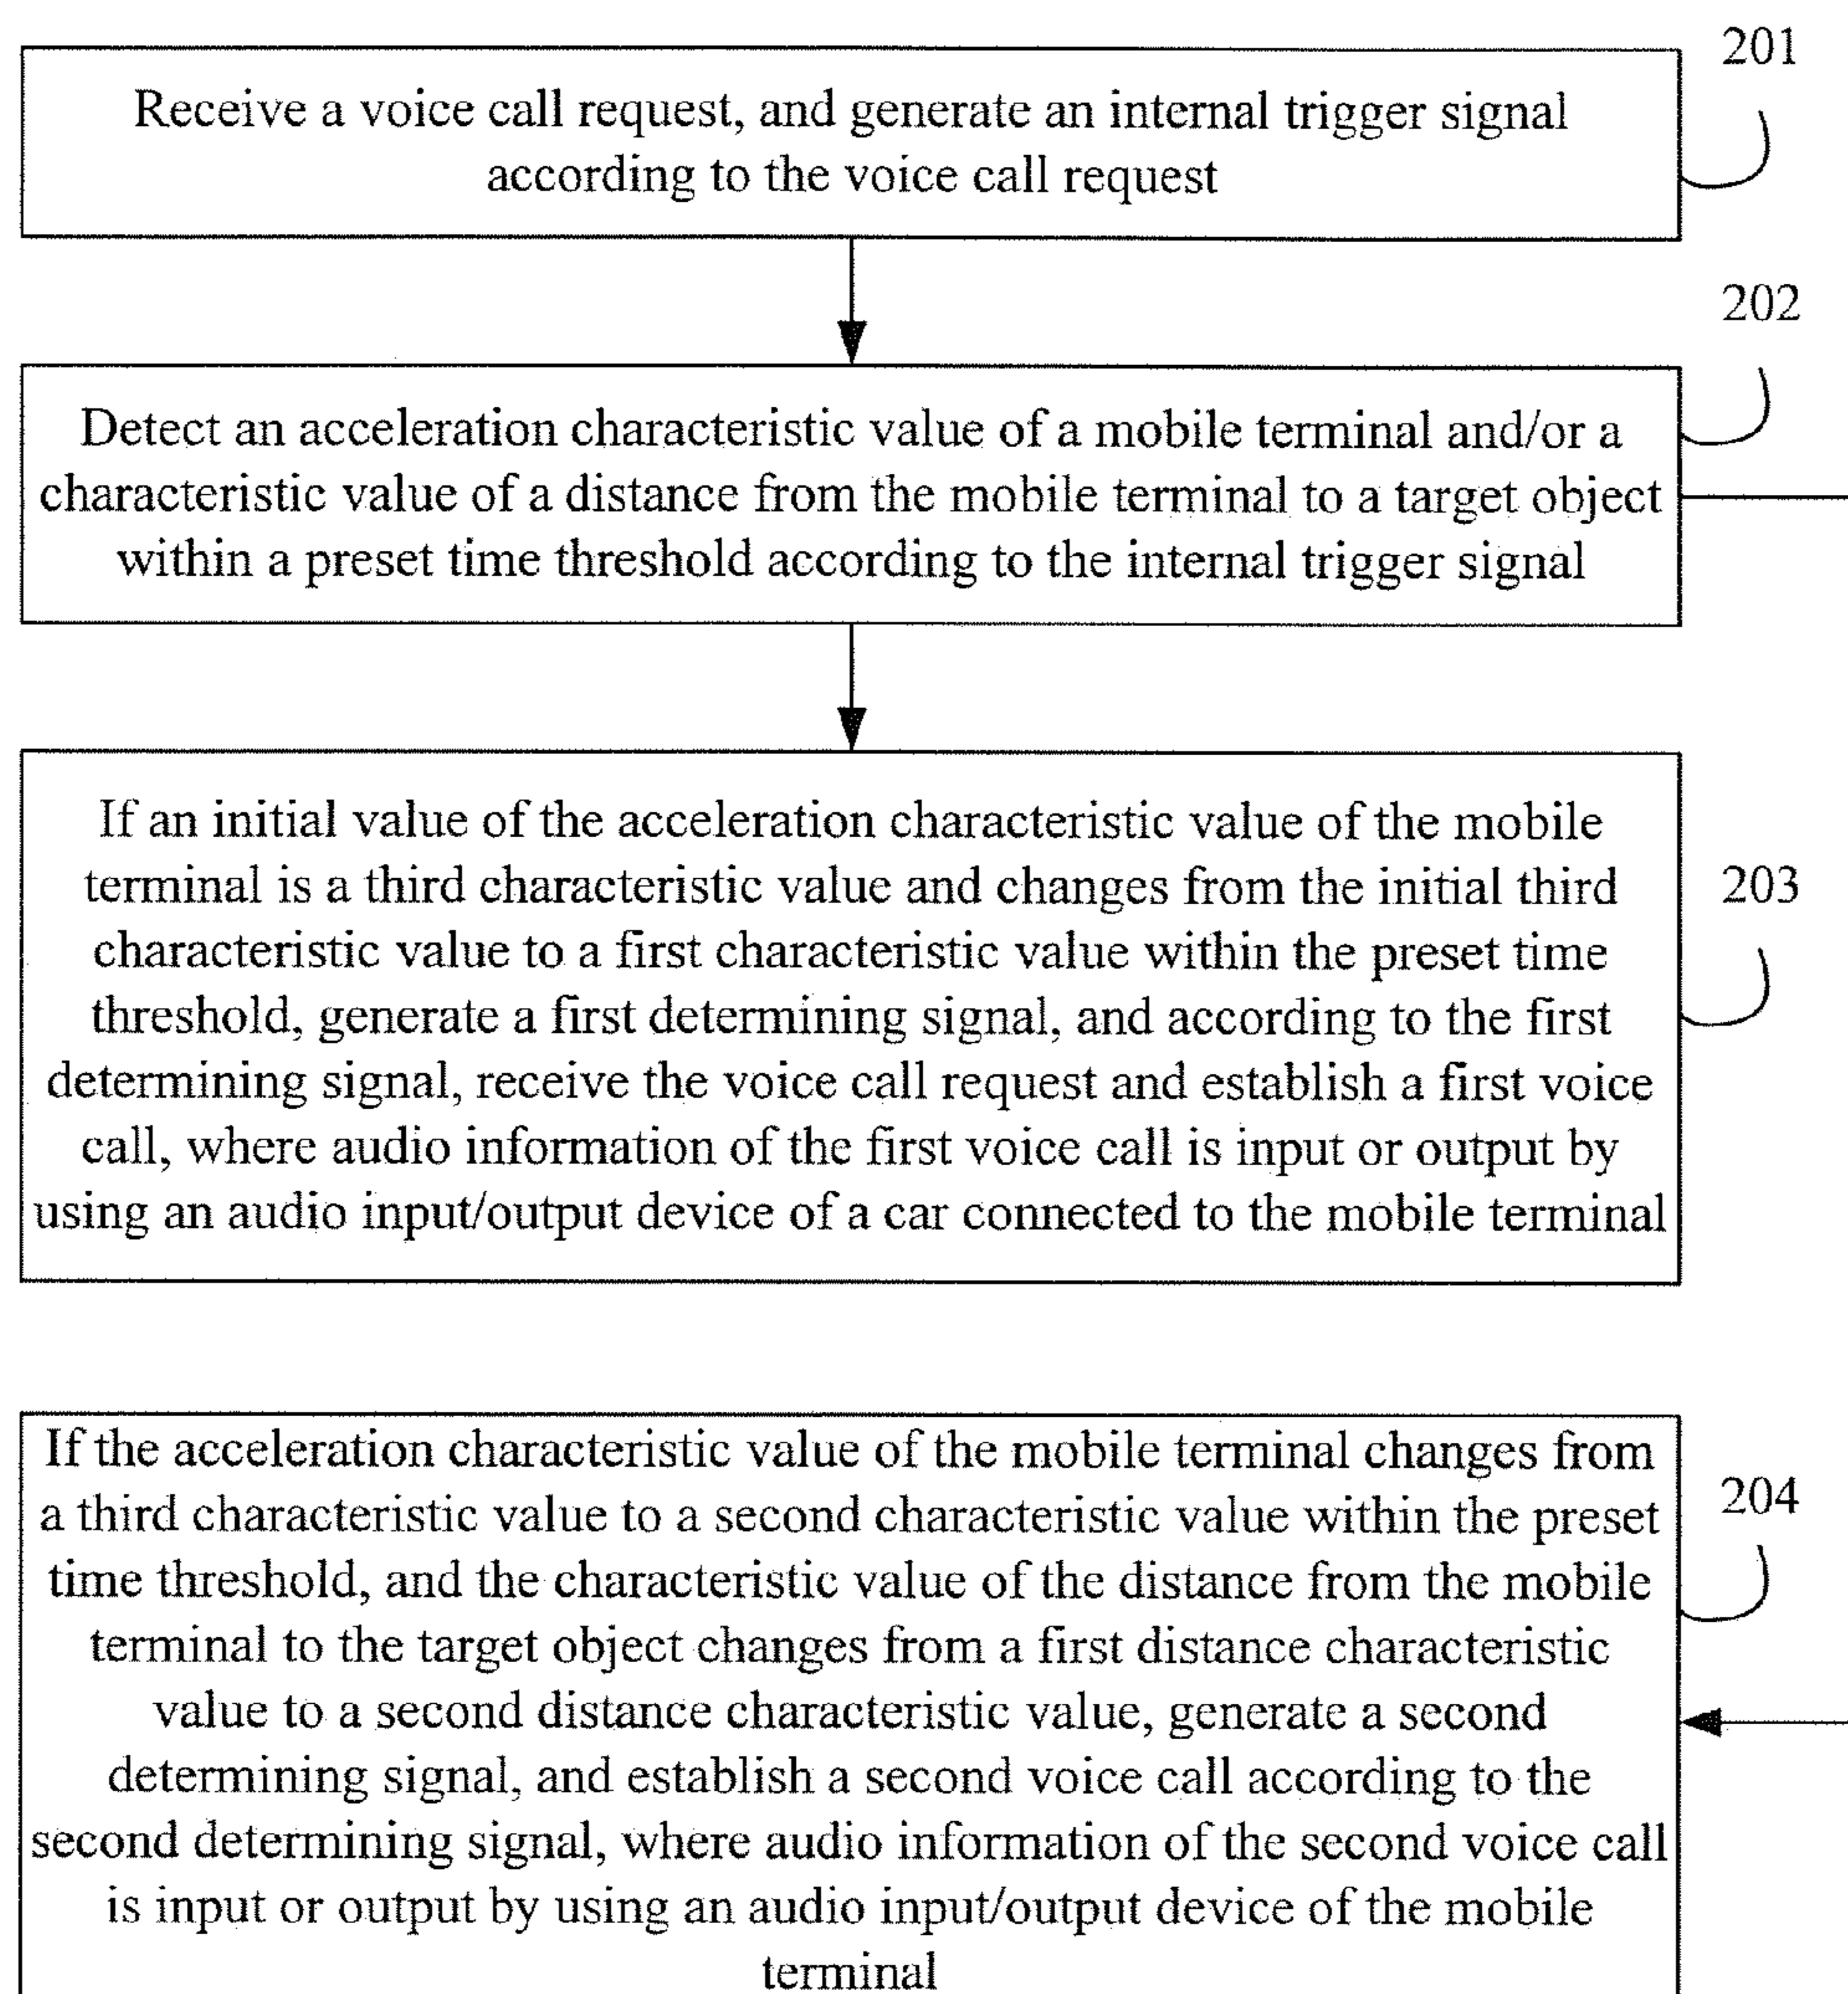 201
Receive a voice call request, and generate an internal trigger signal
according to the voice call request
202
Detect an acceleration characteristic value of a mobile terminal and/or a
characteristic value of a distance from the mobile terminal to a target object
within a preset time threshold according to the internal trigger signal
If an initial value of the acceleration characteristic value of the mobile
terminal is a third characteristic value and changes from the initial third
characteristic value to a first characteristic value within the preset time
threshold, generate a first determining signal, and according to the first
determining signal, receive the voice call request and establish a first voice
call, where audio information of the first voice call is input or output by
using an audio input/output device of a car connected to the mobile terminal
203
If the acceleration characteristic value of the mobile terminal changes from
a third characteristic value to a second characteristic value within the preset
time threshold, and the characteristic value of the distance from the mobile
terminal to the target object changes from a first distance characteristic
value to a second distance characteristic value, generate a second
determining signal, and establish a second voice call according to the
second determining signal, where audio information of the second voice call
is input or output by using an audio input/output device of the mobile
terminal
204